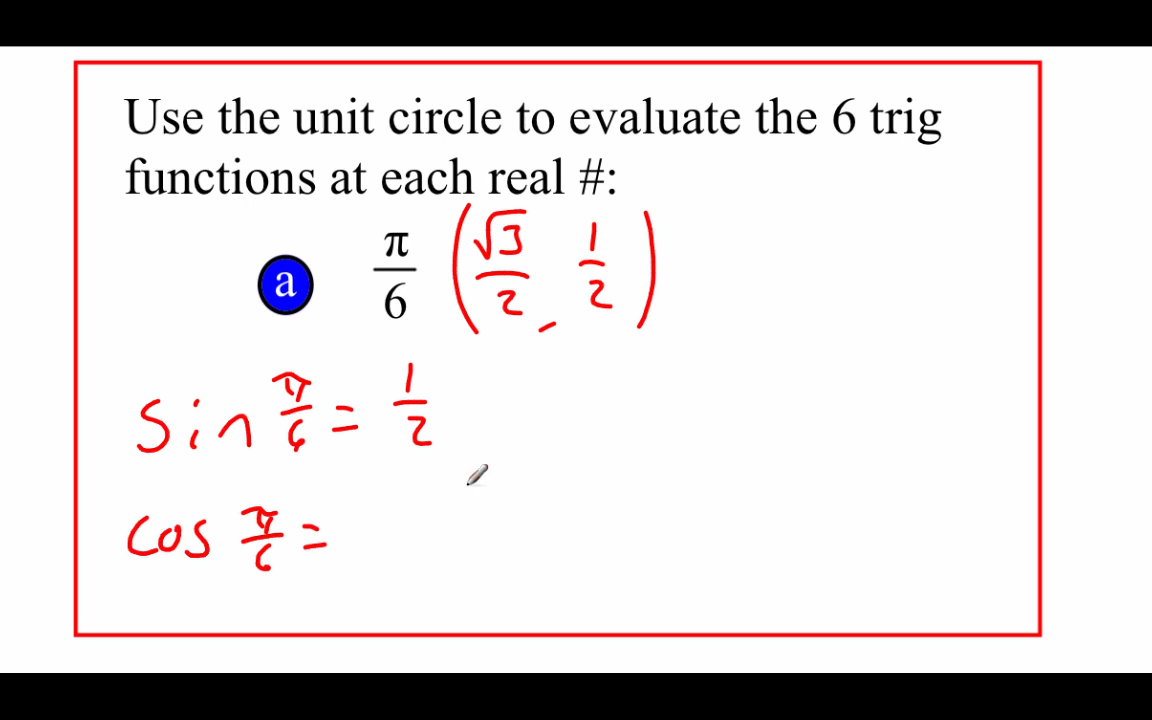 Use the unit circle to evaluate the 6 trig
functions at each real #:
a π/6 (√3/2, 1/2)
sin π/6 = 1/2
cos π/6 =